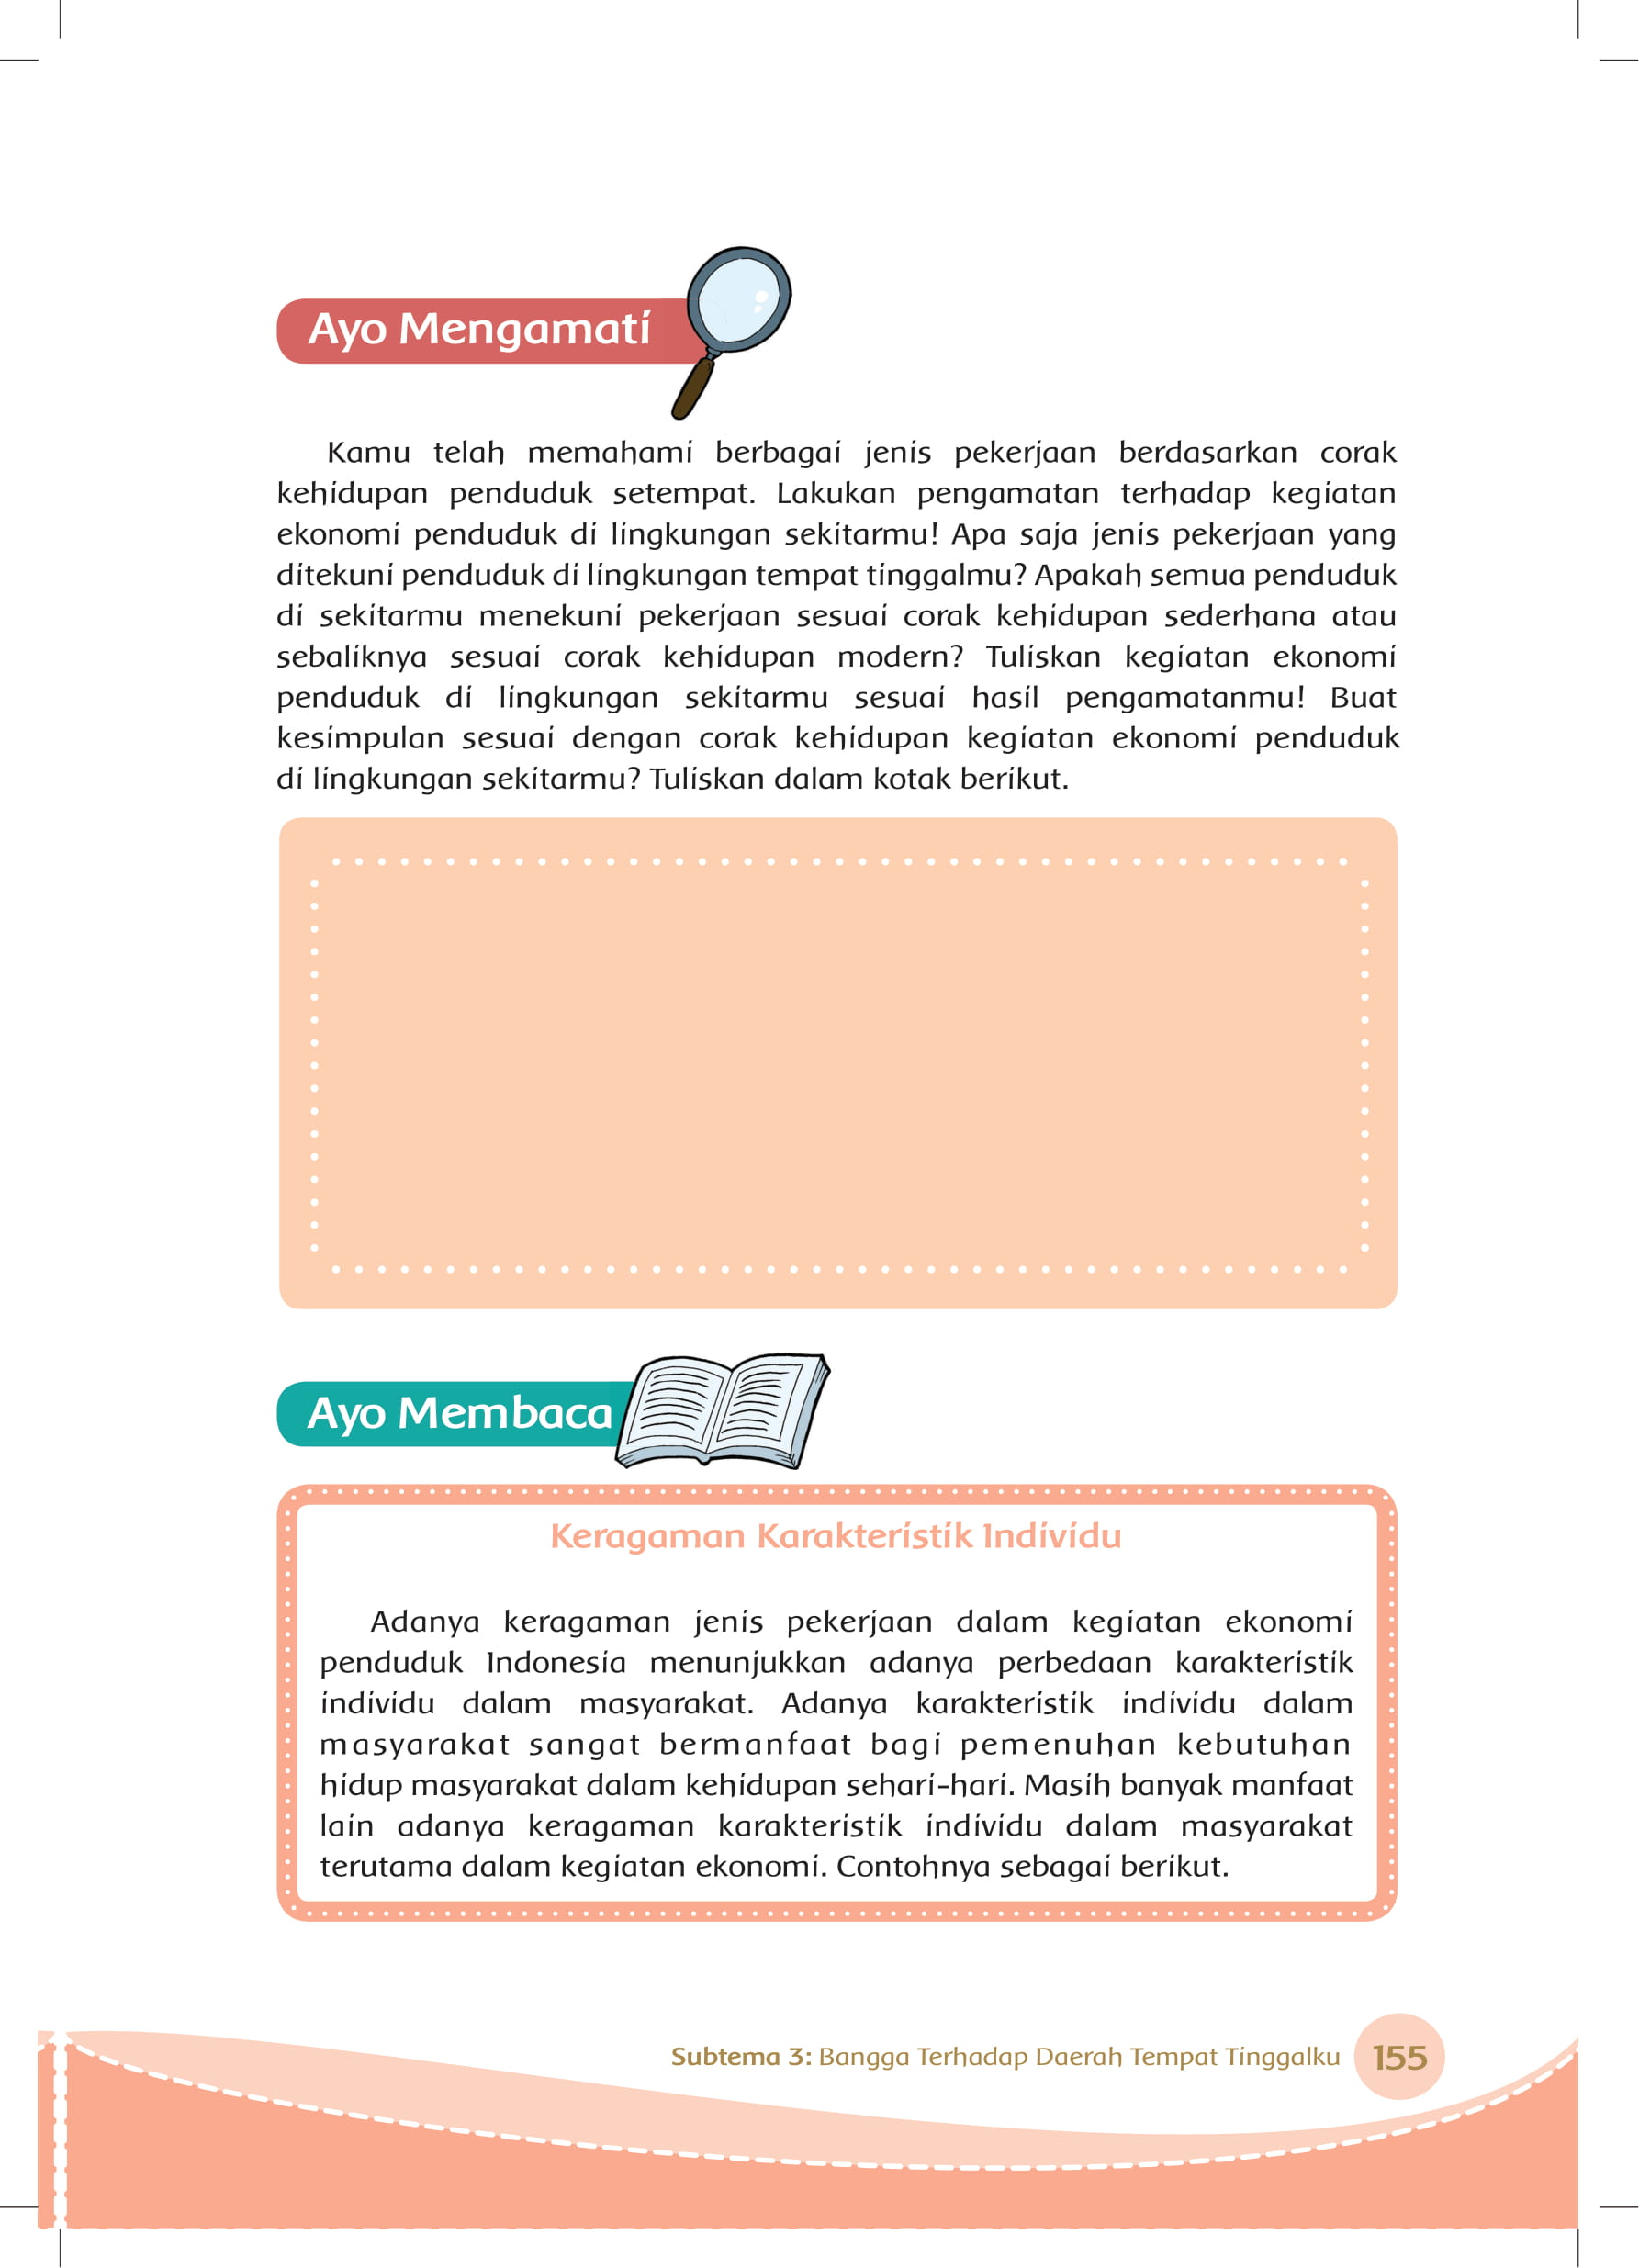 Ayo Mengamati
Kamu telah memahami berbagai jenis pekerjaan berdasarkan corak
kehidupan penduduk setempat. Lakukan pengamatan terhadap kegiatan
ekonomi penduduk di lingkungan sekitarmu! Apa saja jenis pekerjaan yang
ditekuni penduduk di lingkungan tempat tinggalmu? Apakah semua penduduk
di sekitarmu menekuni pekerjaan sesuai corak kehidupan sederhana atau
sebaliknya sesuai corak kehidupan modern? Tuliskan kegiatan ekonomi
penduduk di lingkungan sekitarmu sesuai hasil pengamatanmu! Buat
kesimpulan sesuai dengan corak kehidupan kegiatan ekonomi penduduk
di lingkungan sekitarmu? Tuliskan dalam kotak berikut.
Ayo Membaca
Keragaman Karakteristik Individu
Adanya keragaman jenis pekerjaan dalam kegiatan ekonomi
penduduk Indonesia menunjukkan adanya perbedaan karakteristik
individu dalam masyarakat. Adanya karakteristik individu dalam
masyarakat sangat bermanfaat bagi pemenuhan kebutuhan
hidup masyarakat dalam kehidupan sehari-hari. Masih banyak manfaat
lain adanya keragaman karakteristik individu dalam masyarakat
terutama dalam kegiatan ekonomi. Contohnya sebagai berikut.
Subtema 3: Bangga Terhadap Daerah Tempat Tinggalku 155